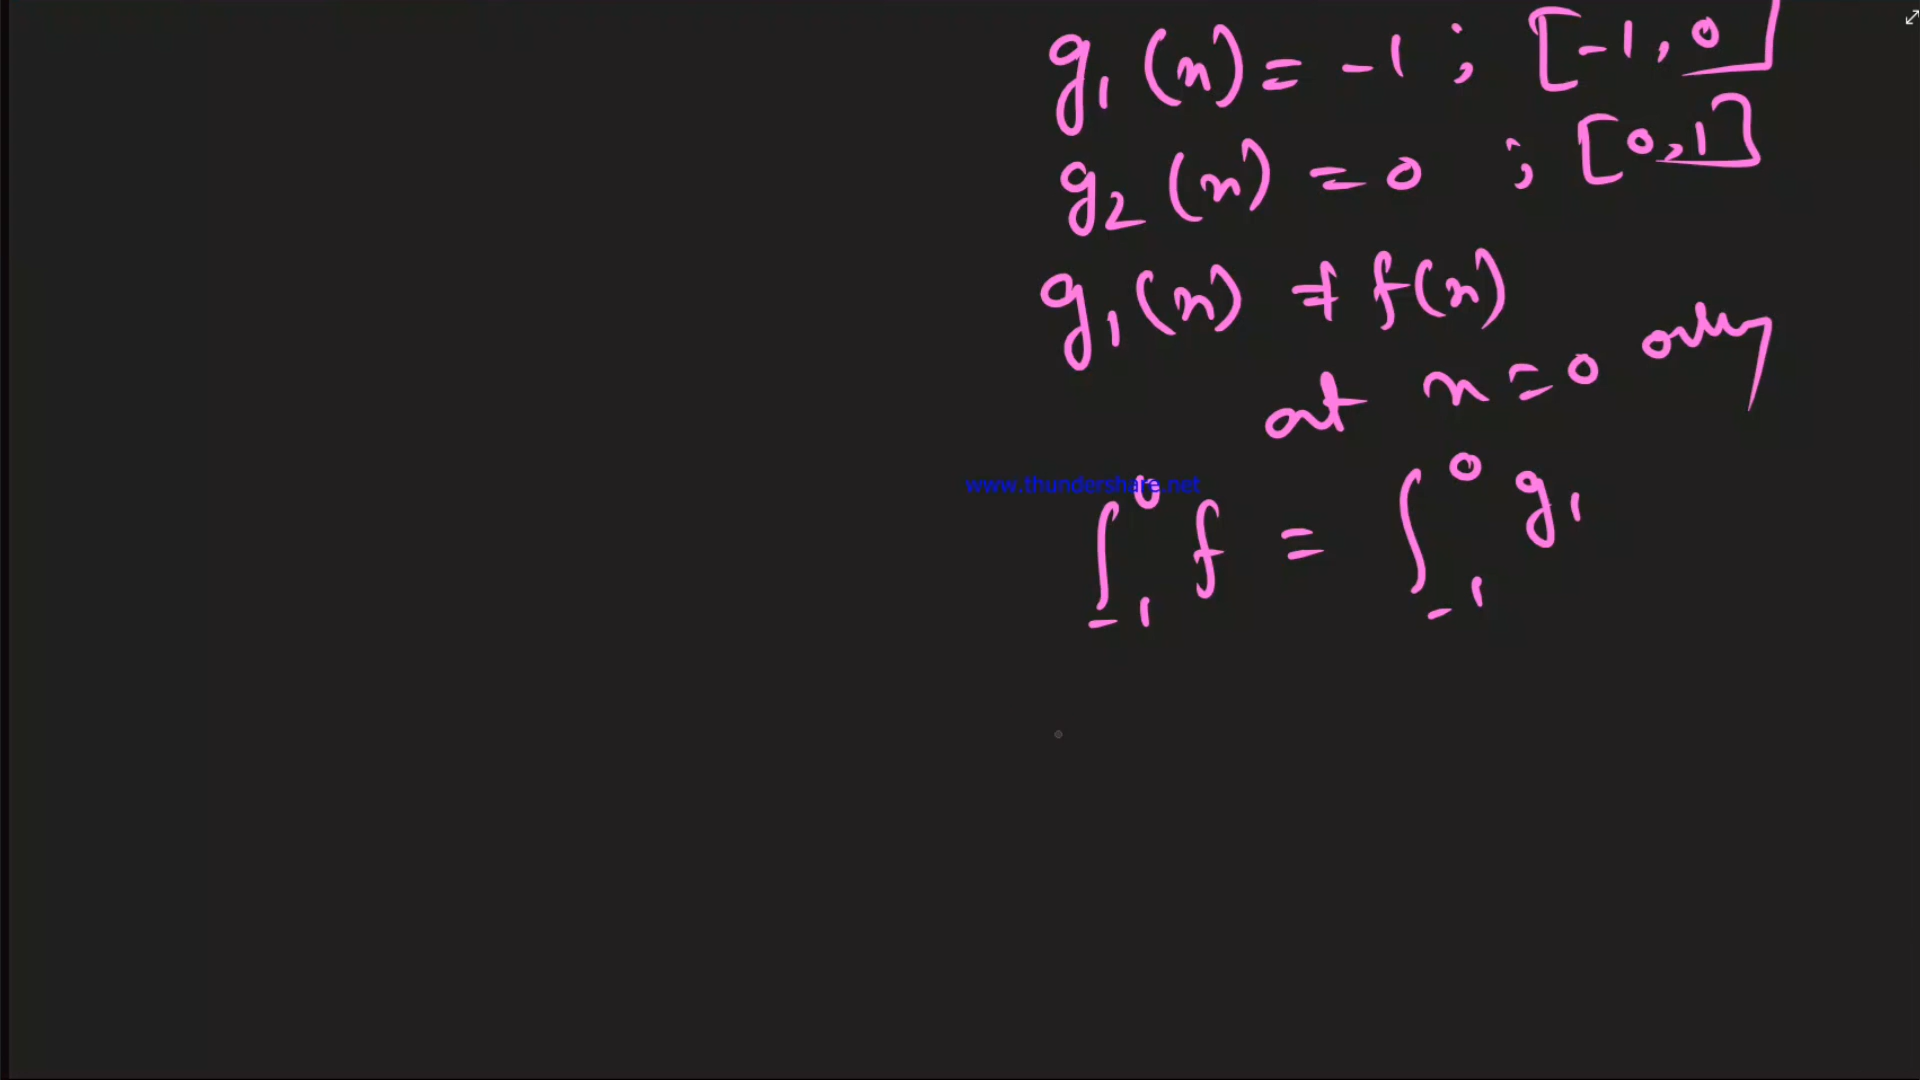 g₁(x) = -1 ; [-1, 0]
g₂(x) = 0 ; [0, 1]
g₁(x) ≠ f(x)
at x = 0 only
www.thundershare.net
∫₋₁⁰ f = ∫₋₁⁰ g₁